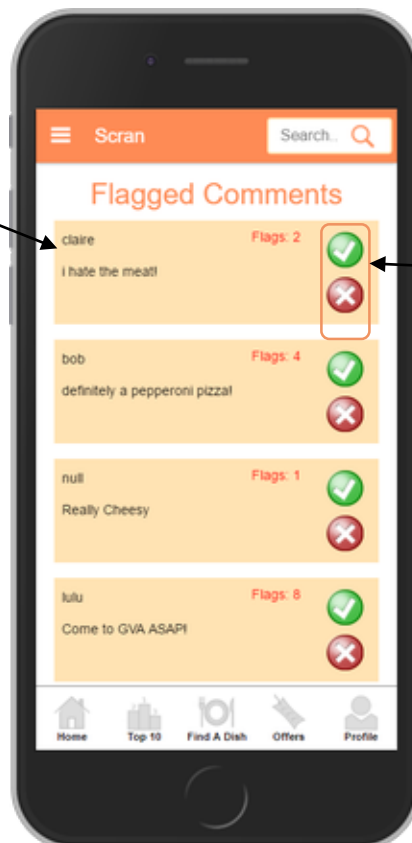 Scran
Search..
Flagged Comments
claire
Flags: 2
i hate the meat!
bob
Flags: 4
definitely a pepperoni pizza!
null
Flags: 1
Really Cheesy
lulu
Flags: 8
Come to GVA ASAP!
Home
Top 10
Find A Dish
Offers
Profile